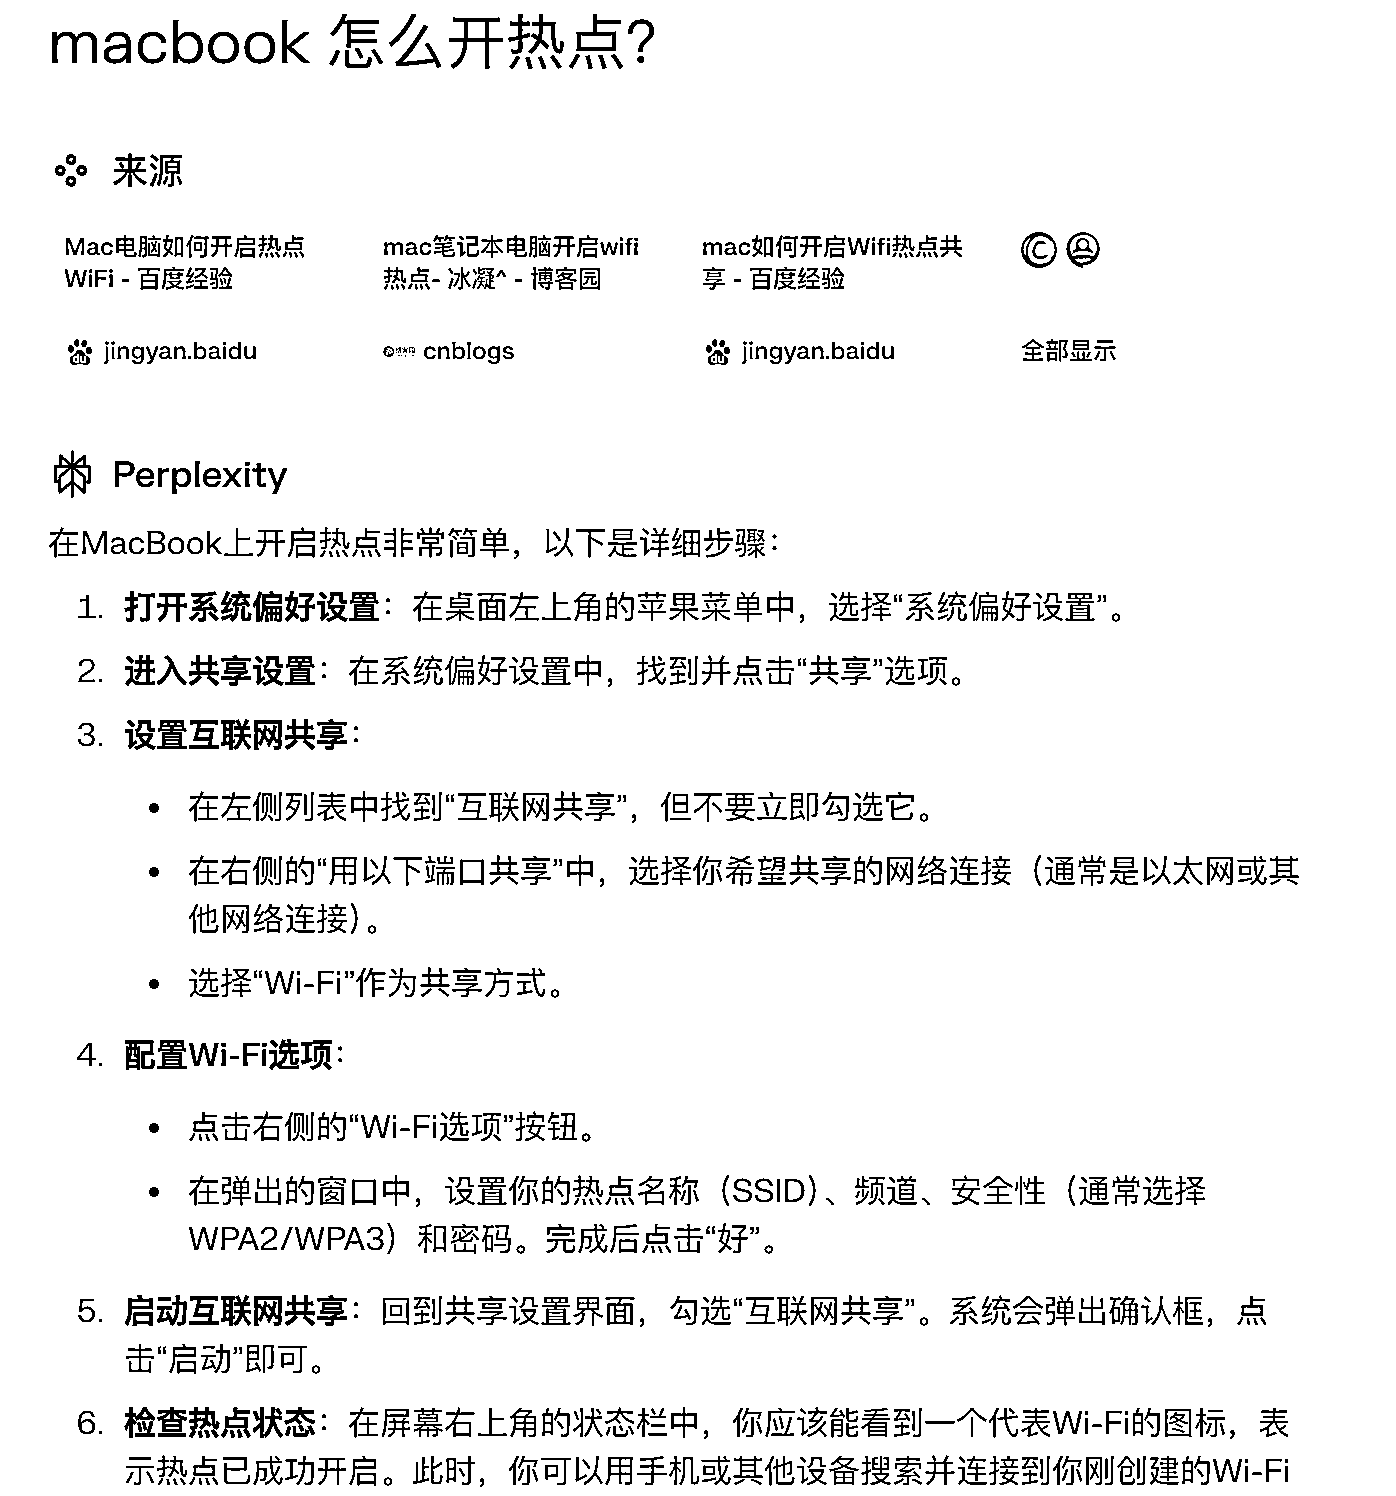 macbook 怎么开热点？
来源
Mac电脑如何开启热点
WiFi - 百度经验
jingyan.baidu
mac笔记本电脑开启wifi
热点- 冰凝^ - 博客园
cnblogs
mac如何开启Wifi热点共
享 - 百度经验
jingyan.baidu
全部显示
Perplexity
在MacBook上开启热点非常简单，以下是详细步骤：
1. 打开系统偏好设置：在桌面左上角的苹果菜单中，选择“系统偏好设置”。
2. 进入共享设置：在系统偏好设置中，找到并点击“共享”选项。
3. 设置互联网共享：
• 在左侧列表中找到“互联网共享”，但不要立即勾选它。
• 在右侧的“用以下端口共享”中，选择你希望共享的网络连接（通常是以太网或其
他网络连接）。
• 选择“Wi-Fi”作为共享方式。
4. 配置Wi-Fi选项：
• 点击右侧的“Wi-Fi选项”按钮。
• 在弹出的窗口中，设置你的热点名称（SSID）、频道、安全性（通常选择
WPA2/WPA3）和密码。完成后点击“好”。
5. 启动互联网共享：回到共享设置界面，勾选“互联网共享”。系统会弹出确认框，点
击“启动”即可。
6. 检查热点状态：在屏幕右上角的状态栏中，你应该能看到一个代表Wi-Fi的图标，表
示热点已成功开启。此时，你可以用手机或其他设备搜索并连接到你刚创建的Wi-Fi